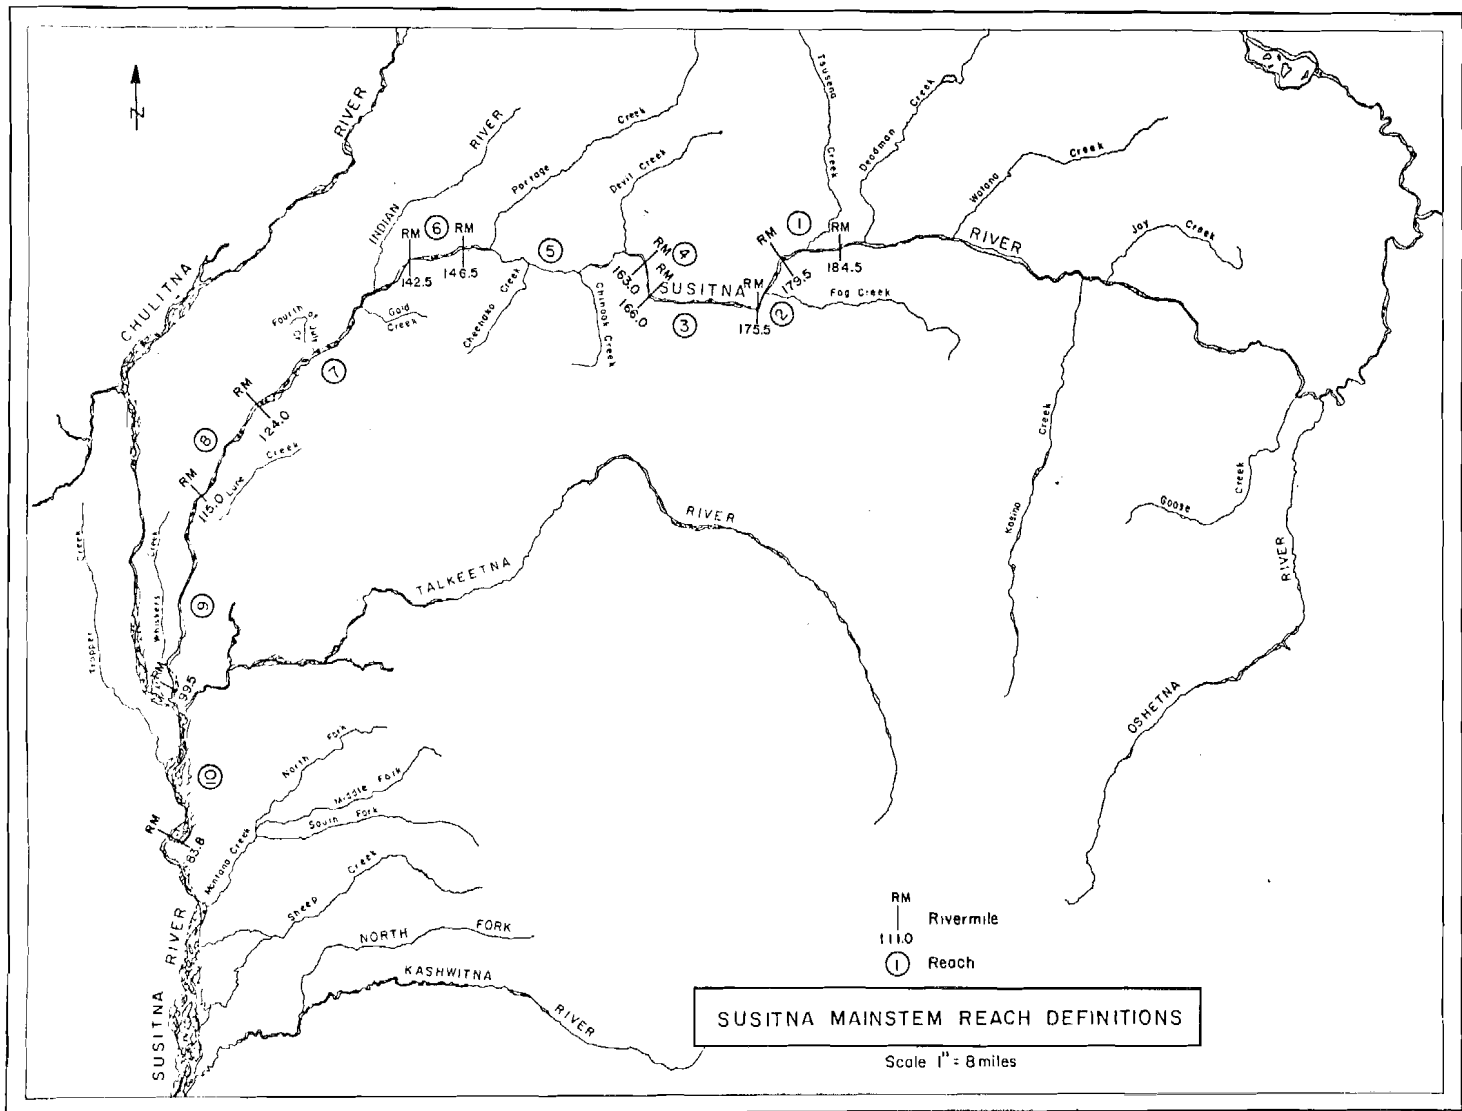 N
CHULITNA RIVER
INDIAN RIVER
Portage Creek
Devil Creek
Tsusena Creek
Creek
Deadman Creek
Watana Creek
Jay Creek
RM
142.5
6
RM
146.5
5
Cheechako Creek
Chinook Creek
RM
163.0
4
RM
166.0
SUSITNA RIVER
3
RM
175.5
2
RM
179.5
1
RM
184.5
Fog Creek
Gold Creek
Fourth of July Cr
7
RM
124.0
8
RM
115.0
Lure Creek
Kosina Creek
Goose Creek
OSHETNA RIVER
TALKEETNA RIVER
Trapper Creek
Whiskers Creek
9
RM
99.5
10
RM
83.8
North Fork
Middle Fork
South Fork
Montana Creek
Sheep Creek
NORTH FORK
KASHWITNA RIVER
SUSITNA RIVER
RM
111.0
Rivermile
1 Reach
SUSITNA MAINSTEM REACH DEFINITIONS
Scale 1" = 8 miles